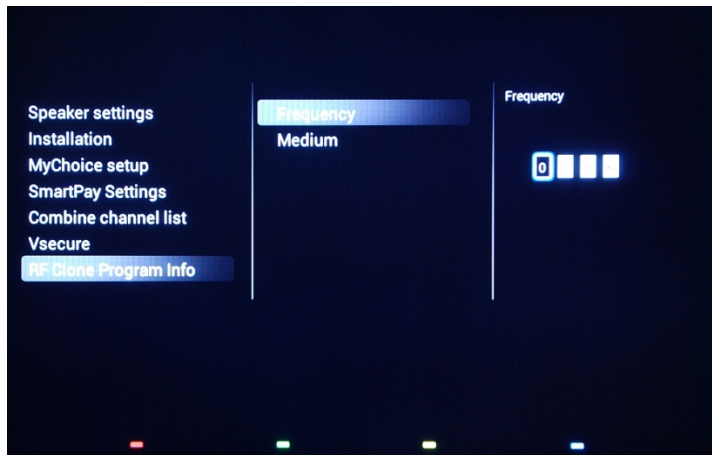 Speaker settings
Installation
MyChoice setup
SmartPay Settings
Combine channel list
Vsecure
RF Clone Program Info
Frequency
Medium
Frequency
0